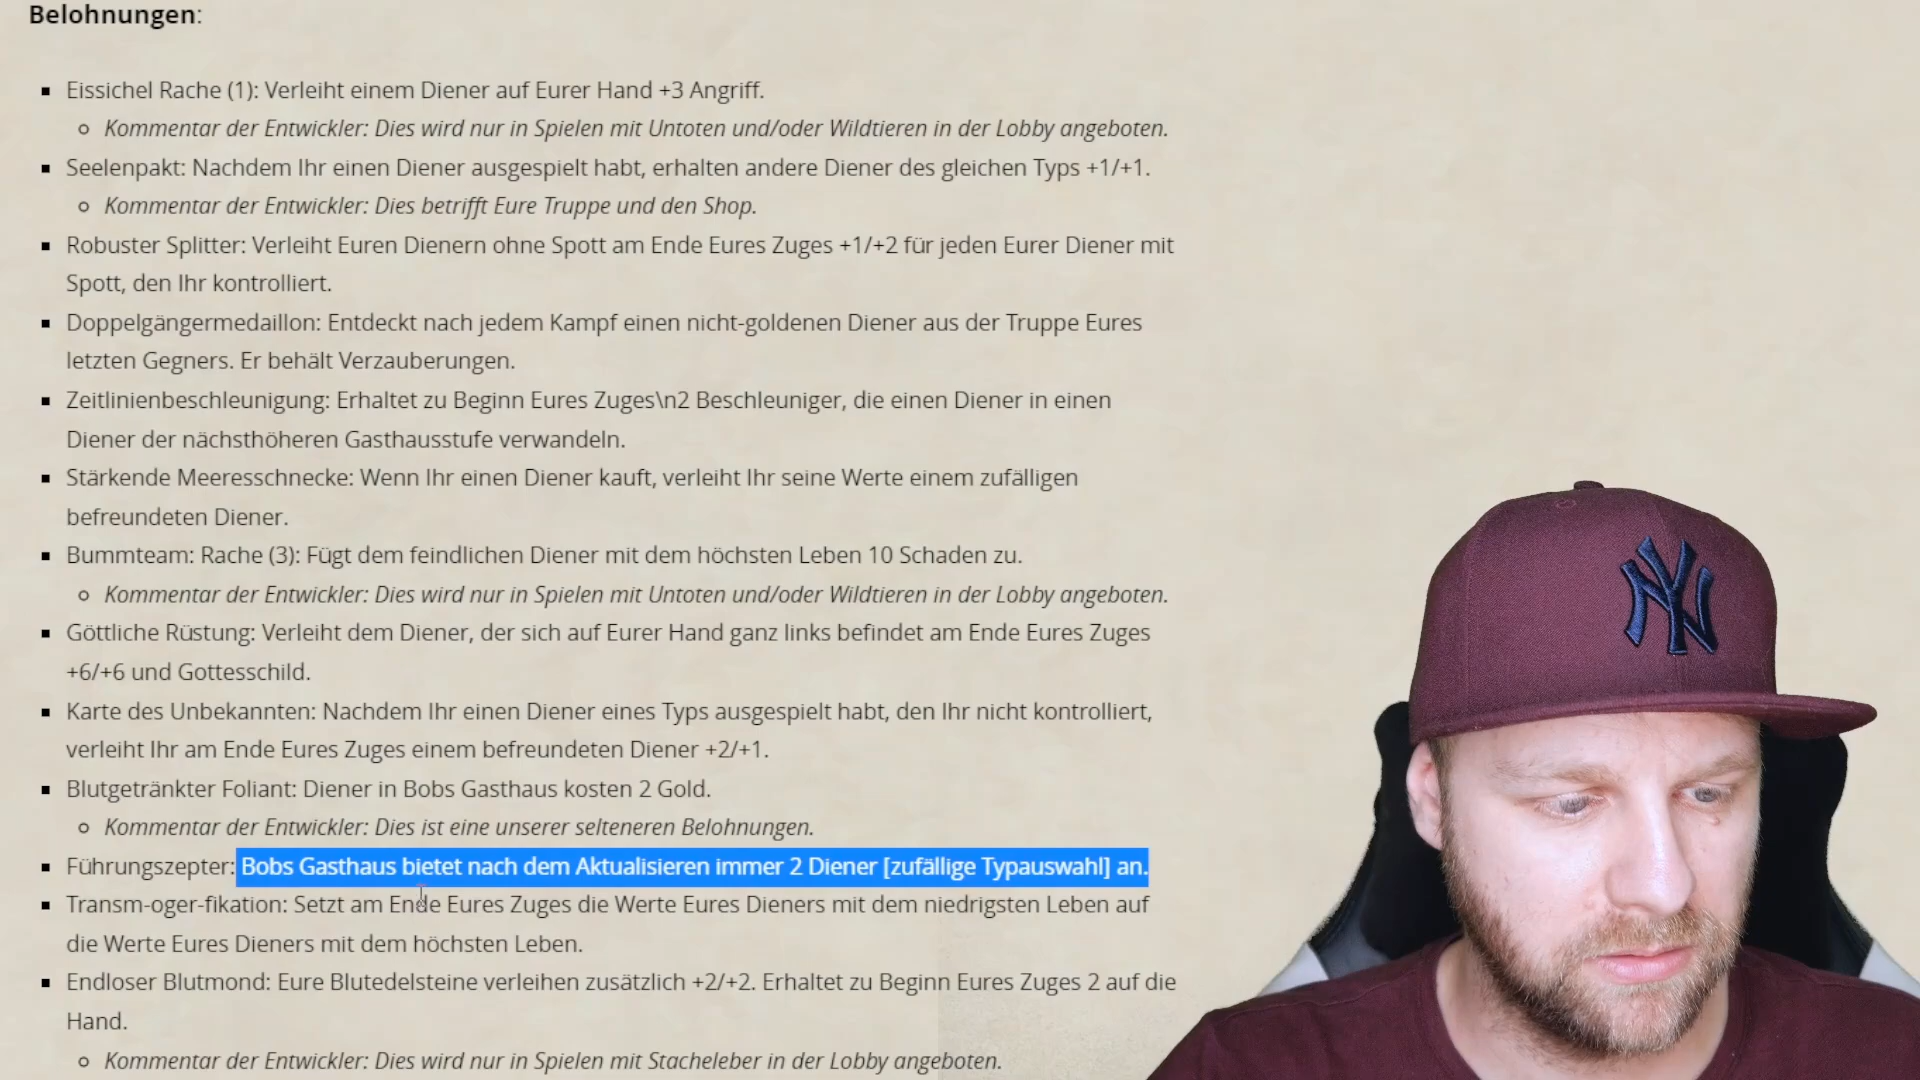 Belohnungen:
Eissichel Rache (1): Verleiht einem Diener auf Eurer Hand +3 Angriff.
Kommentar der Entwickler: Dies wird nur in Spielen mit Untoten und/oder Wildtieren in der Lobby angeboten.
Seelenpakt: Nachdem Ihr einen Diener ausgespielt habt, erhalten andere Diener des gleichen Typs +1/+1.
Kommentar der Entwickler: Dies betrifft Eure Truppe und den Shop.
Robuster Splitter: Verleiht Euren Dienern ohne Spott am Ende Eures Zuges +1/+2 für jeden Eurer Diener mit
Spott, den Ihr kontrolliert.
Doppelgängermedaillon: Entdeckt nach jedem Kampf einen nicht-goldenen Diener aus der Truppe Eures
letzten Gegners. Er behält Verzauberungen.
Zeitlinienbeschleunigung: Erhaltet zu Beginn Eures Zuges\n2 Beschleuniger, die einen Diener in einen
Diener der nächsthöheren Gasthausstufe verwandeln.
Stärkende Meeresschnecke: Wenn Ihr einen Diener kauft, verleiht Ihr seine Werte einem zufälligen
befreundeten Diener.
Bummteam: Rache (3): Fügt dem feindlichen Diener mit dem höchsten Leben 10 Schaden zu.
Kommentar der Entwickler: Dies wird nur in Spielen mit Untoten und/oder Wildtieren in der Lobby angeboten.
Göttliche Rüstung: Verleiht dem Diener, der sich auf Eurer Hand ganz links befindet am Ende Eures Zuges
+6/+6 und Gottesschild.
Karte des Unbekannten: Nachdem Ihr einen Diener eines Typs ausgespielt habt, den Ihr nicht kontrolliert,
verleiht Ihr am Ende Eures Zuges einem befreundeten Diener +2/+1.
Blutgetränkter Foliant: Diener in Bobs Gasthaus kosten 2 Gold.
Kommentar der Entwickler: Dies ist eine unserer selteneren Belohnungen.
Führungszepter: Bobs Gasthaus bietet nach dem Aktualisieren immer 2 Diener [zufällige Typauswahl] an.
Transm-oger-fikation: Setzt am Ende Eures Zuges die Werte Eures Dieners mit dem niedrigsten Leben auf
die Werte Eures Dieners mit dem höchsten Leben.
Endloser Blutmond: Eure Blutedelsteine verleihen zusätzlich +2/+2. Erhaltet zu Beginn Eures Zuges 2 auf die
Hand.
Kommentar der Entwickler: Dies wird nur in Spielen mit Stacheleber in der Lobby angeboten.
NY